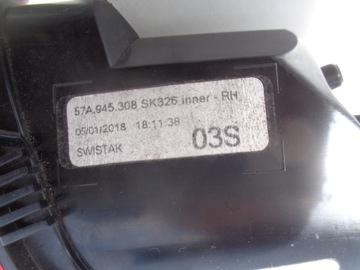 57A.945.308 SK326 inner - RH
05/01/2018 18:11:38
03S
SWISTAK